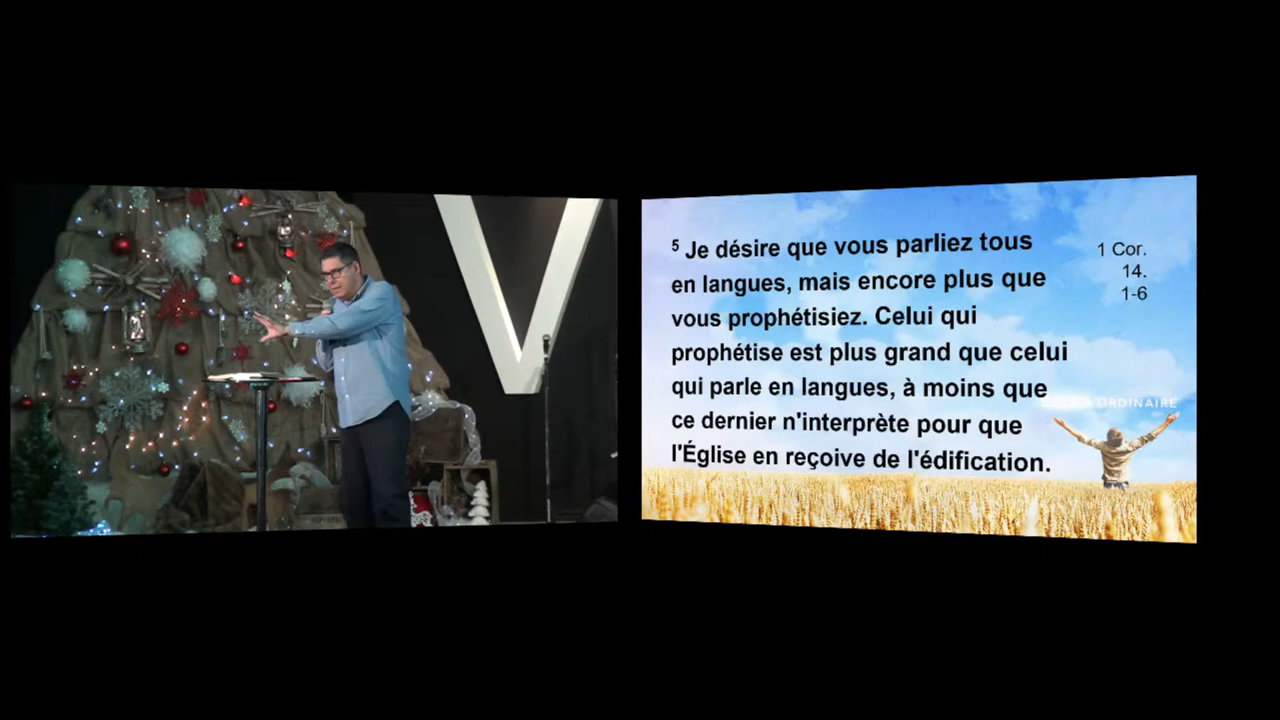 ⁵ Je désire que vous parliez tous
en langues, mais encore plus que
vous prophétisiez. Celui qui
prophétise est plus grand que celui
qui parle en langues, à moins que
ce dernier n'interprète pour que
l'Église en reçoive de l'édification.
1 Cor.
14.
1-6
ORDINAIRE
V